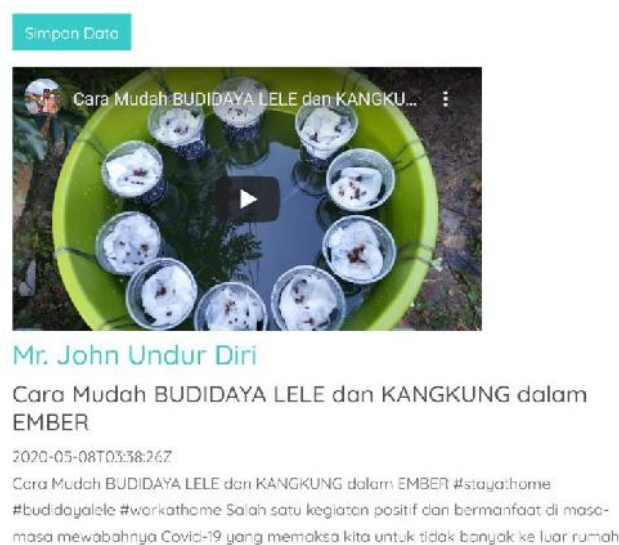 Simpan Data
Cara Mudah BUDIDAYA LELE dan KANGKU...
Mr. John Undur Diri
Cara Mudah BUDIDAYA LELE dan KANGKUNG dalam
EMBER
2020-05-08T03:38:26Z
Cara Mudah BUDIDAYA LELE dan KANGKUNG dalam EMBER #stayathome
#budidayalele #workathome Salah satu kegiatan positif dan bermanfaat di masa-
masa mewabahnya Covid-19 yang memaksa kita untuk tidak banyak ke luar rumah